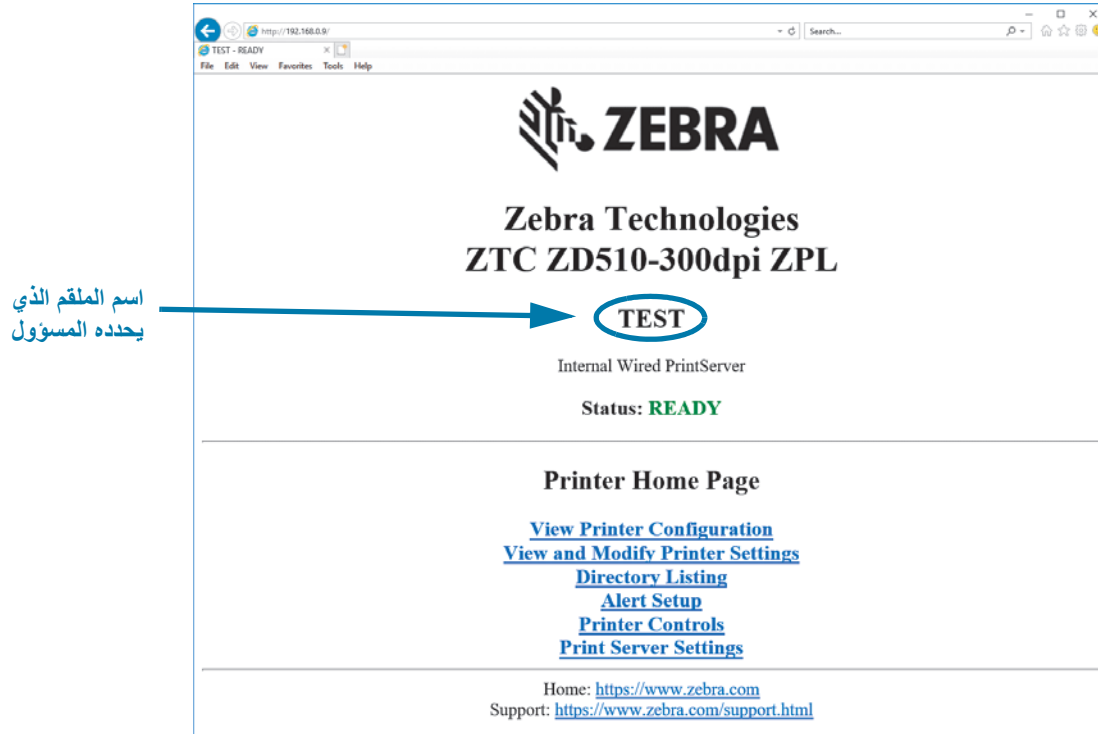 http://192.168.0.9/
Search...
TEST - READY
File Edit View Favorites Tools Help
ZEBRA
Zebra Technologies
ZTC ZD510-300dpi ZPL
اسم الملقم الذي
يحدده المسؤول
TEST
Internal Wired PrintServer
Status: READY
Printer Home Page
View Printer Configuration
View and Modify Printer Settings
Directory Listing
Alert Setup
Printer Controls
Print Server Settings
Home: https://www.zebra.com
Support: https://www.zebra.com/support.html